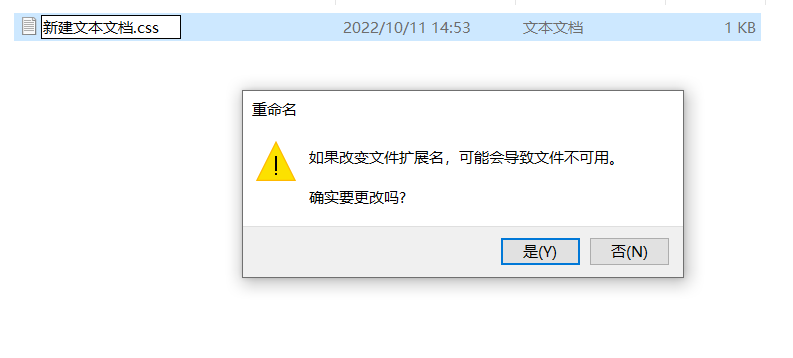 新建文本文档.css 2022/10/11 14:53 文本文档 1 KB
重命名
如果改变文件扩展名，可能会导致文件不可用。
确实要更改吗?
是(Y) 否(N)